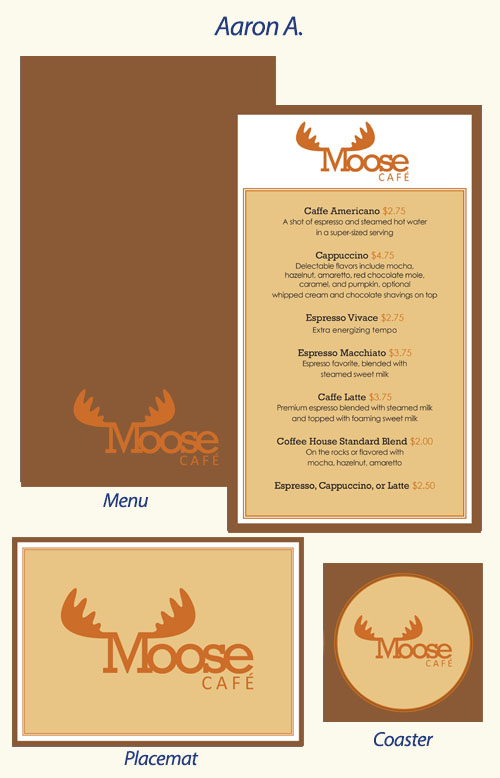 Aaron A.
Moose
CAFÉ
Menu
Moose
CAFÉ
Caffe Americano $2.75
A shot of espresso and steamed hot water
in a super-sized serving
Cappuccino $4.75
Delectable flavors include mocha,
hazelnut, amaretto, red chocolate mole,
caramel, and pumpkin, optional
whipped cream and chocolate shavings on top
Espresso Vivace $2.75
Extra energizing tempo
Espresso Macchiato $3.75
Espresso favorite, blended with
steamed sweet milk
Caffe Latte $3.75
Premium espresso blended with steamed milk
and topped with foaming sweet milk
Coffee House Standard Blend $2.00
On the rocks or flavored with
mocha, hazelnut, amaretto
Espresso, Cappuccino, or Latte $2.50
Moose
CAFÉ
Placemat
Moose
CAFÉ
Coaster